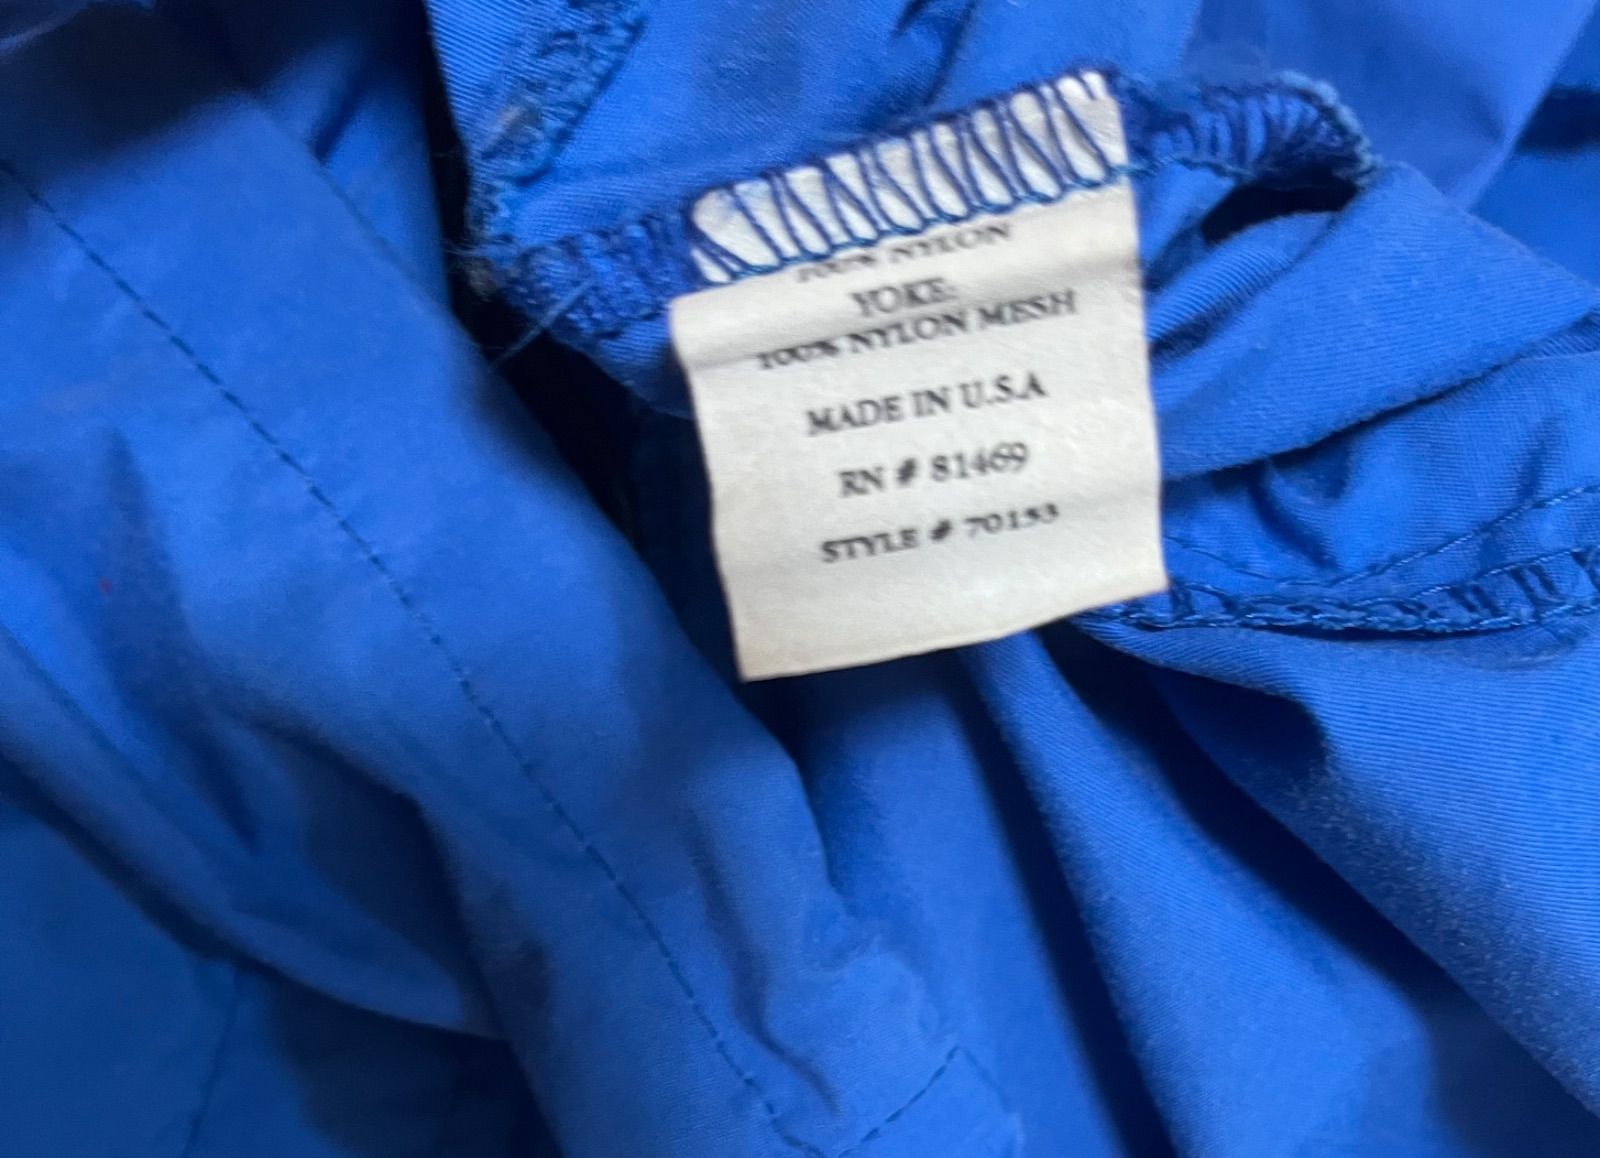 100% NYLON
YOKE:
100% NYLON MESH
MADE IN U.S.A
RN # 81469
STYLE # 70153